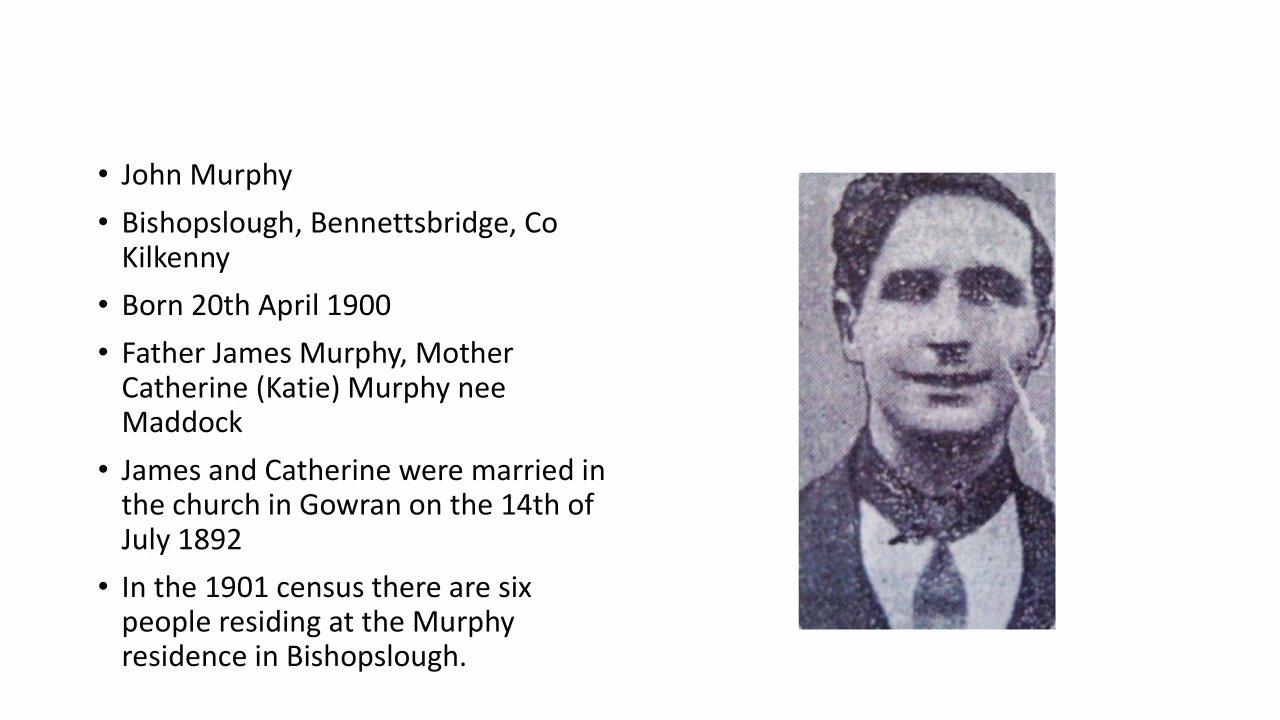 • John Murphy
• Bishopslough, Bennettsbridge, Co
Kilkenny
• Born 20th April 1900
• Father James Murphy, Mother
Catherine (Katie) Murphy nee
Maddock
• James and Catherine were married in
the church in Gowran on the 14th of
July 1892
• In the 1901 census there are six
people residing at the Murphy
residence in Bishopslough.